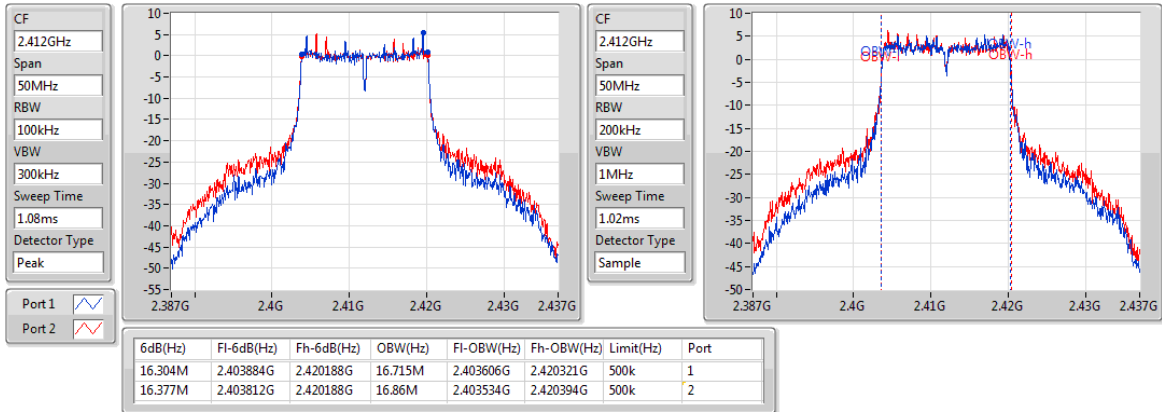 CF
2.412GHz
Span
50MHz
RBW
100kHz
VBW
300kHz
Sweep Time
1.08ms
Detector Type
Peak
Port 1
Port 2
10
5
0
-5
-10
-15
-20
-25
-30
-35
-40
-45
-50
-55
2.387G 2.4G 2.41G 2.42G 2.43G 2.437G
CF
2.412GHz
Span
50MHz
RBW
200kHz
VBW
1MHz
Sweep Time
1.02ms
Detector Type
Sample
10
5
0
-5
-10
-15
-20
-25
-30
-35
-40
-45
-50
OBW-l OBW-h
OBW-l OBW-h
2.387G 2.4G 2.41G 2.42G 2.43G 2.437G
6dB(Hz) Fl-6dB(Hz) Fh-6dB(Hz) OBW(Hz) Fl-OBW(Hz) Fh-OBW(Hz) Limit(Hz) Port
16.304M 2.403884G 2.420188G 16.715M 2.403606G 2.420321G 500k 1
16.377M 2.403812G 2.420188G 16.86M 2.403534G 2.420394G 500k 2